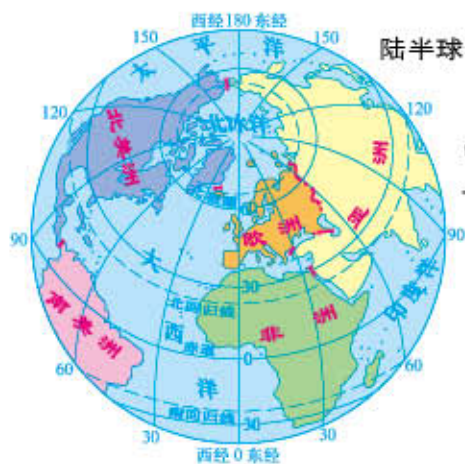 西经180东经
陆半球
150
150
太平洋
120
120
北美洲
北冰洋
亚洲
90
90
欧洲
大西洋
30
北回归线
印度洋
南美洲
非洲
0
60
60
南回归线
30
30
30
西经0东经